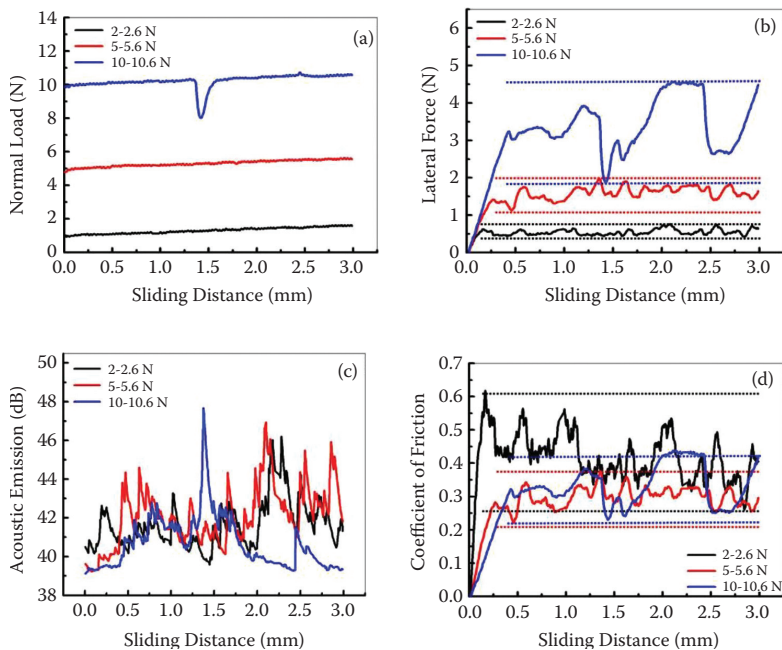 (a)
2-2.6 N
5-5.6 N
10-10.6 N
14
12
10
8
6
4
2
0
0.0 0.5 1.0 1.5 2.0 2.5 3.0
Normal Load (N)
Sliding Distance (mm)
(b)
2-2.6 N
5-5.6 N
10-10.6 N
6
5
4
3
2
1
0
0.0 0.5 1.0 1.5 2.0 2.5 3.0
Lateral Force (N)
Sliding Distance (mm)
(c)
2-2.6 N
5-5.6 N
10-10.6 N
50
48
46
44
42
40
38
0.0 0.5 1.0 1.5 2.0 2.5 3.0
Acoustic Emission (dB)
Sliding Distance (mm)
(d)
0.7
0.6
0.5
0.4
0.3
0.2
0.1
0.0
0.0 0.5 1.0 1.5 2.0 2.5 3.0
Coefficient of Friction
2-2.6 N
5-5.6 N
10-10.6 N
Sliding Distance (mm)